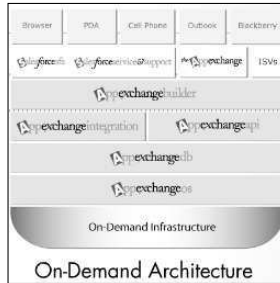 Browser PDA Cell Phone Outlook Blackberry
Salesforcesfa Salesforceservice&support the Appexchange ISVs
Appexchangebuilder
Appexchangeintegration Appexchangeapi
Appexchangedb
Appexchangeos
On-Demand Infrastructure
On-Demand Architecture